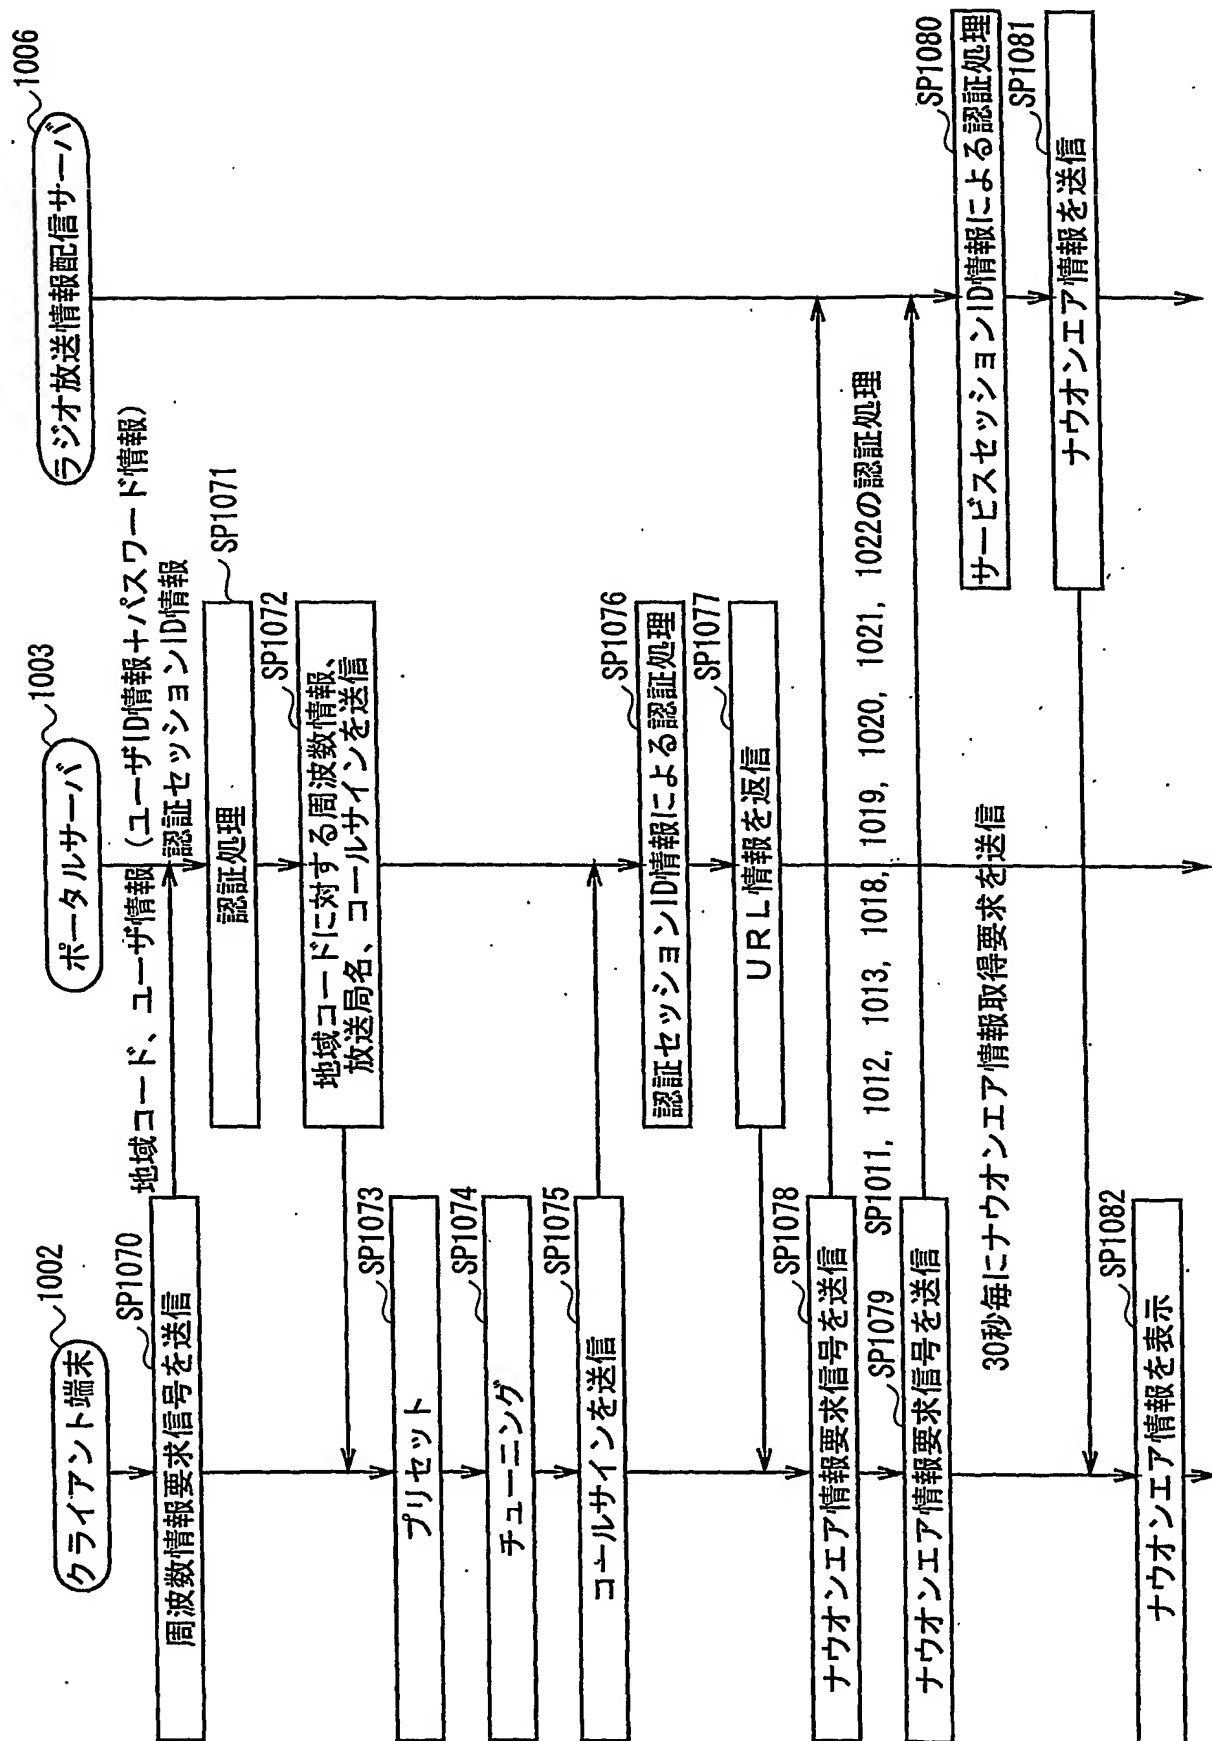 クライアント端末
1002
ポータルサーバ
1003
ラジオ放送情報配信サーバ
1006
SP1070
周波数情報要求信号を送信
地域コード、ユーザ情報(ユーザID情報+パスワード情報)
認証セッションID情報
SP1071
認証処理
SP1072
地域コードに対する周波数情報、
放送局名、コールサインを送信
SP1073
プリセット
SP1074
チューニング
SP1075
コールサインを送信
SP1076
認証セッションID情報による認証処理
SP1077
URL情報を返信
SP1078
ナウオンエア情報要求信号を送信
SP1011, 1012, 1013, 1018, 1019, 1020, 1021, 1022の認証処理
SP1079
ナウオンエア情報要求信号を送信
SP1080
サービスセッションID情報による認証処理
30秒毎にナウオンエア情報取得要求を送信
SP1081
ナウオンエア情報を送信
SP1082
ナウオンエア情報を表示